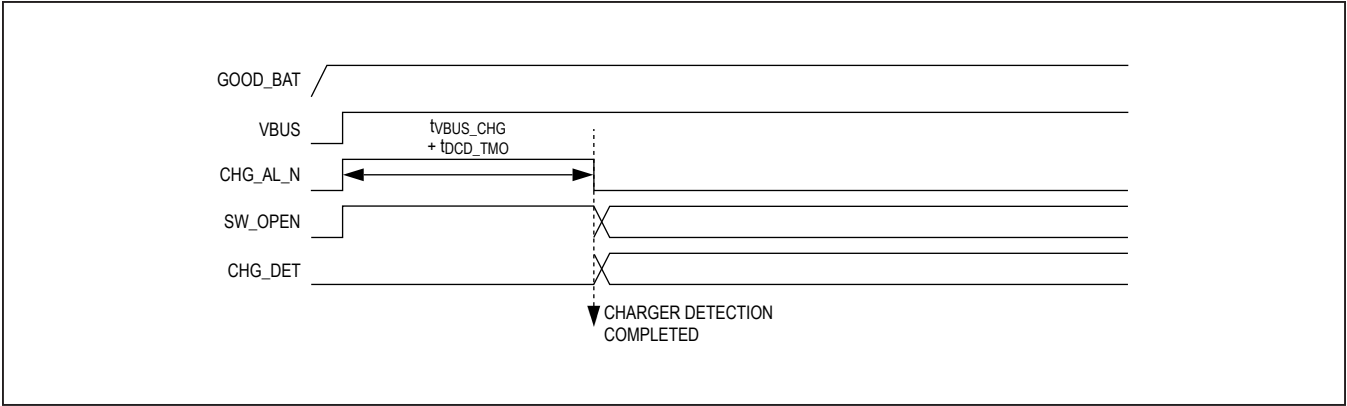 GOOD_BAT
VBUS
tVBUS_CHG
+ tDCD_TMO
CHG_AL_N
SW_OPEN
CHG_DET
CHARGER DETECTION
COMPLETED